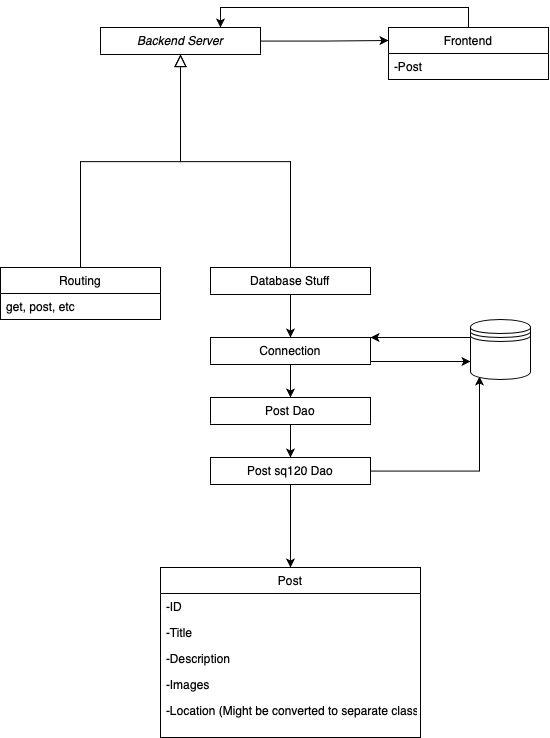 Backend Server
Frontend
-Post
Routing
get, post, etc
Database Stuff
Connection
Post Dao
Post sq120 Dao
Post
-ID
-Title
-Description
-Images
-Location (Might be converted to separate class